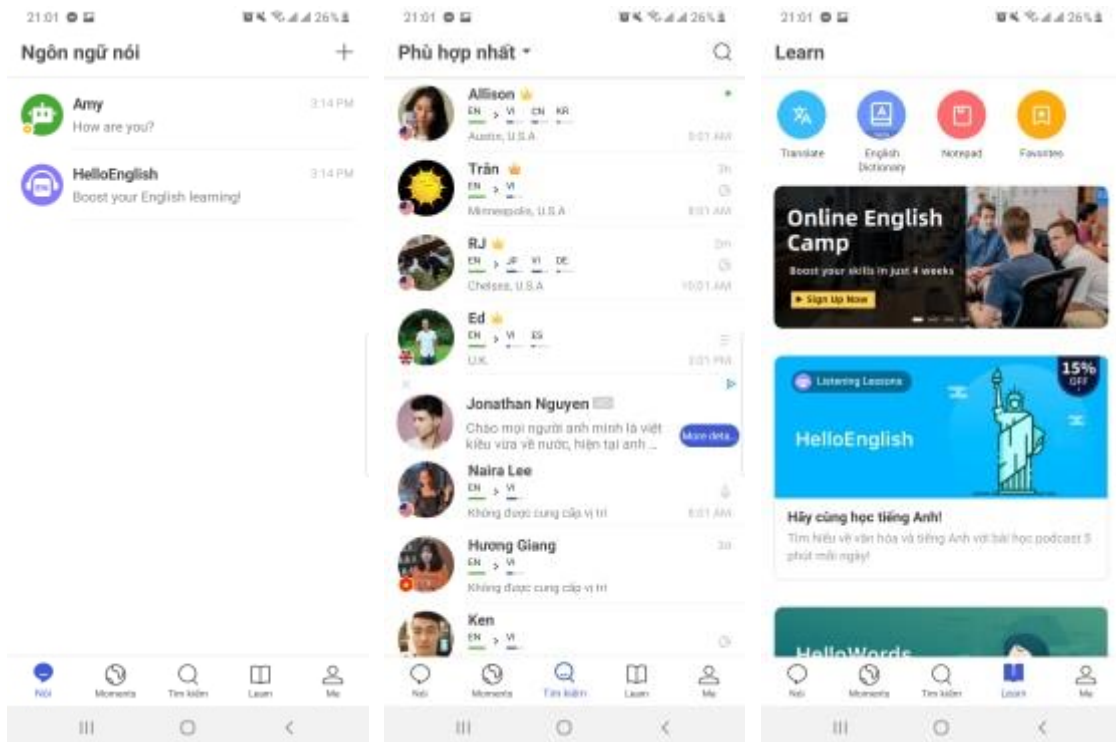 21:01
26%
Ngôn ngữ nói
Amy
3:14 PM
How are you?
HelloEnglish
3:14 PM
Boost your English learning!
Nói
Moments
Tìm kiếm
Learn
Me
21:01
26%
Phù hợp nhất
Allison
EN > VI CN KR
Austin, U.S.A
Trân
EN > VI
3h
Minneapolis, U.S.A
8:01 AM
RJ
EN > JP VI DE
Chelsea, U.S.A
10:01 AM
Ed
EN > VI ES
U.K.
Jonathan Nguyen
Chào mọi người anh mình là việt
kiều vừa về nước, hiện tại anh ...
More deta..
Naira Lee
EN > VI
Không được cung cấp vị trí
Hương Giang
EN > VI
Không được cung cấp vị trí
Ken
EN > VI
Nói
Moments
Tìm kiếm
Learn
Me
21:01
26%
Learn
Translate
English
Dictionary
Notepad
Favorites
Online English
Camp
Boost your skills in just 4 weeks
Sign Up Now
Listening Lessons
15%
OFF
HelloEnglish
Hãy cùng học tiếng Anh!
Tìm hiểu về văn hóa và tiếng Anh với bài học podcast 5
phút mỗi ngày!
HelloWords
Nói
Moments
Tìm kiếm
Learn
Me